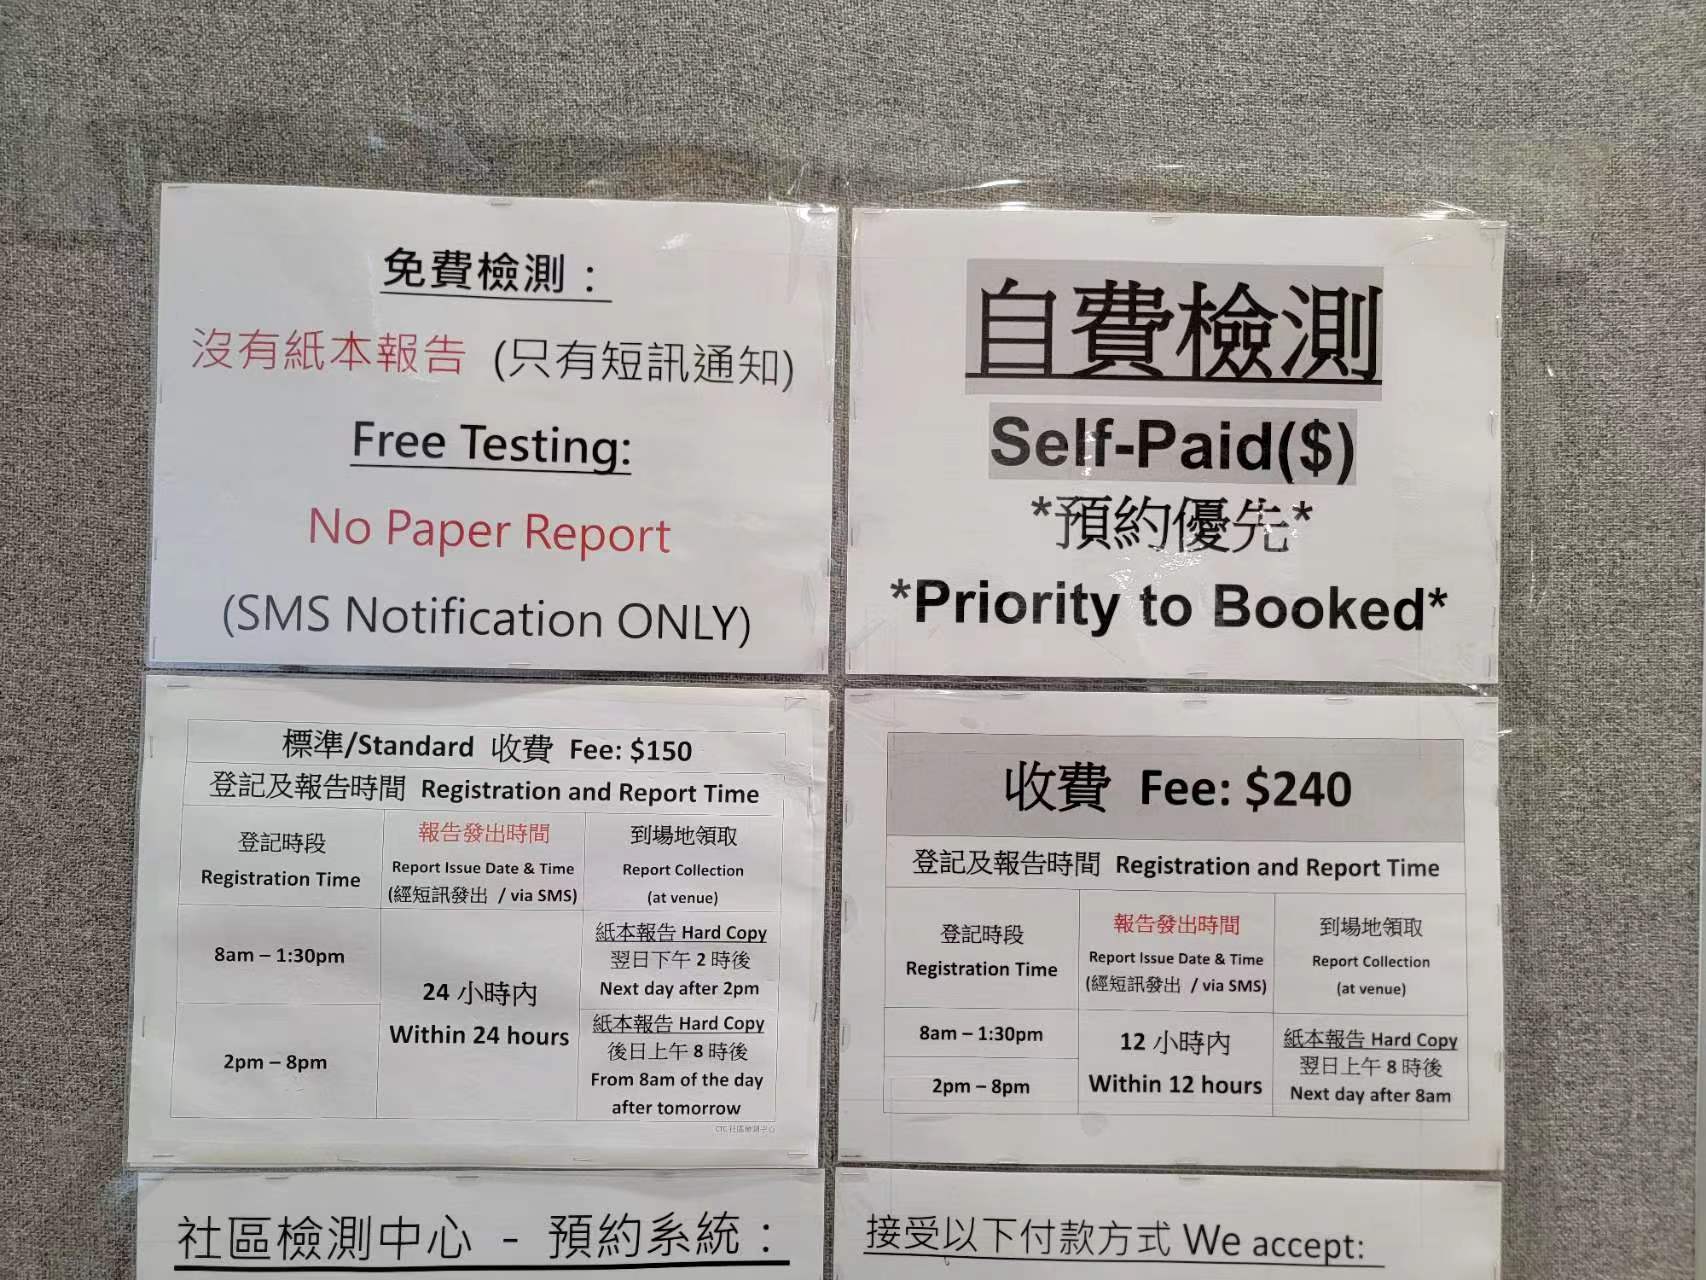 免費檢測：
沒有紙本報告 (只有短訊通知)
Free Testing:
No Paper Report
(SMS Notification ONLY)
自費檢測
Self-Paid($)
*預約優先*
*Priority to Booked*
標準/Standard 收費 Fee: $150
登記及報告時間 Registration and Report Time
登記時段
Registration Time
報告發出時間
Report Issue Date & Time
(經短訊發出 / via SMS)
到場地領取
Report Collection
(at venue)
8am – 1:30pm
2pm – 8pm
24 小時內
Within 24 hours
紙本報告 Hard Copy
翌日下午 2 時後
Next day after 2pm
紙本報告 Hard Copy
後日上午 8 時後
From 8am of the day
after tomorrow
CTC 社區檢測中心
收費 Fee: $240
登記及報告時間 Registration and Report Time
登記時段
Registration Time
報告發出時間
Report Issue Date & Time
(經短訊發出 / via SMS)
到場地領取
Report Collection
(at venue)
8am – 1:30pm
2pm – 8pm
12 小時內
Within 12 hours
紙本報告 Hard Copy
翌日上午 8 時後
Next day after 8am
社區檢測中心 - 預約系統：
接受以下付款方式 We accept: